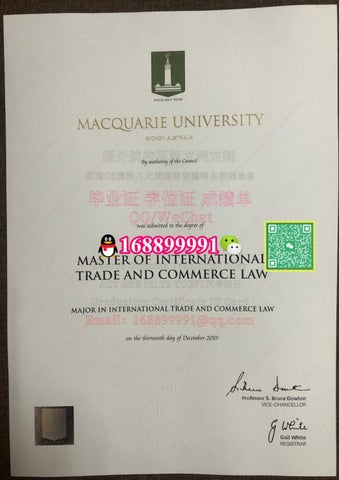 MACQUARIE UNIVERSITY
SYDNEY, AUSTRALIA
By authority of the Council
was admitted to the degree of
毕业证 学位证 成绩单
QQ/WeChat
168899991
MASTER OF INTERNATIONAL
TRADE AND COMMERCE LAW
MAJOR IN INTERNATIONAL TRADE AND COMMERCE LAW
Email: 168899991@qq.com
on the thirteenth day of December 2019
Professor S. Bruce Dowton
VICE-CHANCELLOR
G White
Gail White
REGISTRAR